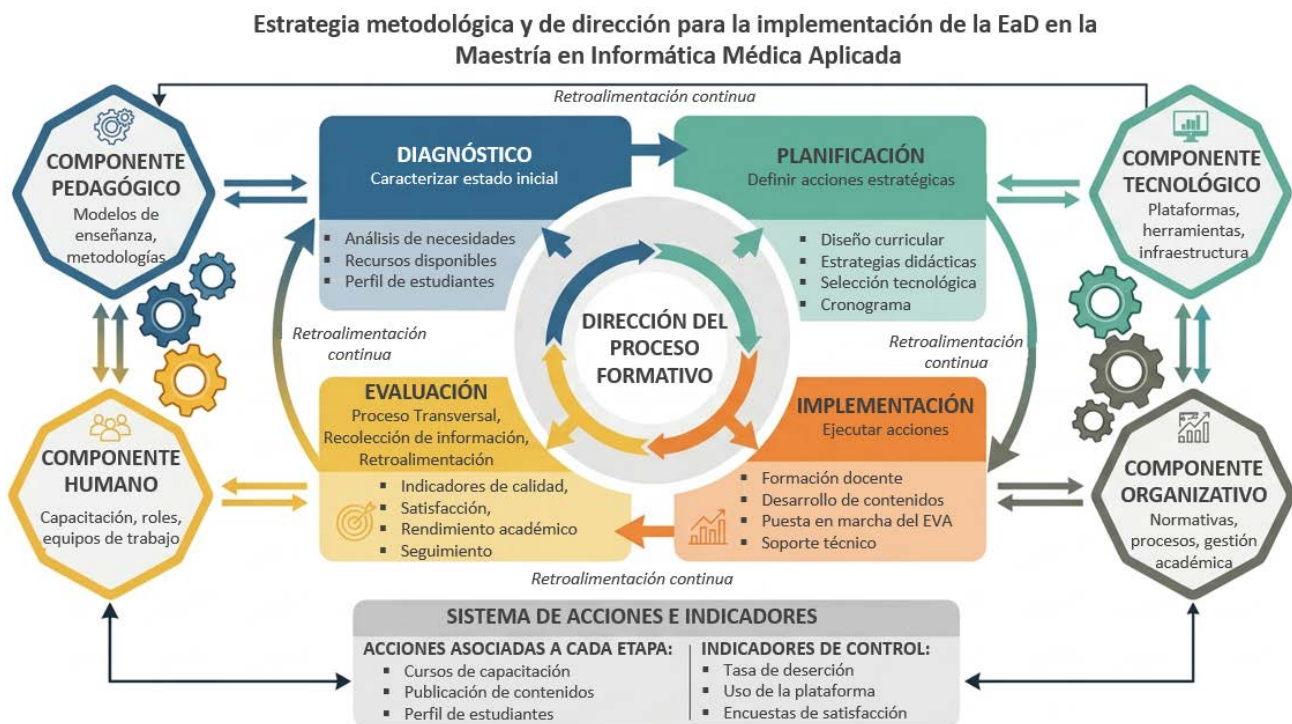 Estrategia metodológica y de dirección para la implementación de la EaD en la
Maestría en Informática Médica Aplicada
Retroalimentación continua
COMPONENTE
PEDAGÓGICO
Modelos de
enseñanza,
metodologías
DIAGNÓSTICO
Caracterizar estado inicial
▪ Análisis de necesidades
▪ Recursos disponibles
▪ Perfil de estudiantes
PLANIFICACIÓN
Definir acciones estratégicas
▪ Diseño curricular
▪ Estrategias didácticas
▪ Selección tecnológica
▪ Cronograma
COMPONENTE
TECNOLÓGICO
Plataformas,
herramientas,
infraestructura
Retroalimentación
continua
DIRECCIÓN DEL
PROCESO
FORMATIVO
Retroalimentación
continua
COMPONENTE
HUMANO
Capacitación, roles,
equipos de trabajo
EVALUACIÓN
Proceso Transversal,
Recolección de información,
Retroalimentación
▪ Indicadores de calidad,
▪ Satisfacción,
▪ Rendimiento académico
▪ Seguimiento
IMPLEMENTACIÓN
Ejecutar acciones
▪ Formación docente
▪ Desarrollo de contenidos
▪ Puesta en marcha del EVA
▪ Soporte técnico
COMPONENTE
ORGANIZATIVO
Normativas,
procesos, gestión
académica
Retroalimentación continua
SISTEMA DE ACCIONES E INDICADORES
ACCIONES ASOCIADAS A CADA ETAPA:
▪ Cursos de capacitación
▪ Publicación de contenidos
▪ Perfil de estudiantes
INDICADORES DE CONTROL:
▪ Tasa de deserción
▪ Uso de la plataforma
▪ Encuestas de satisfacción